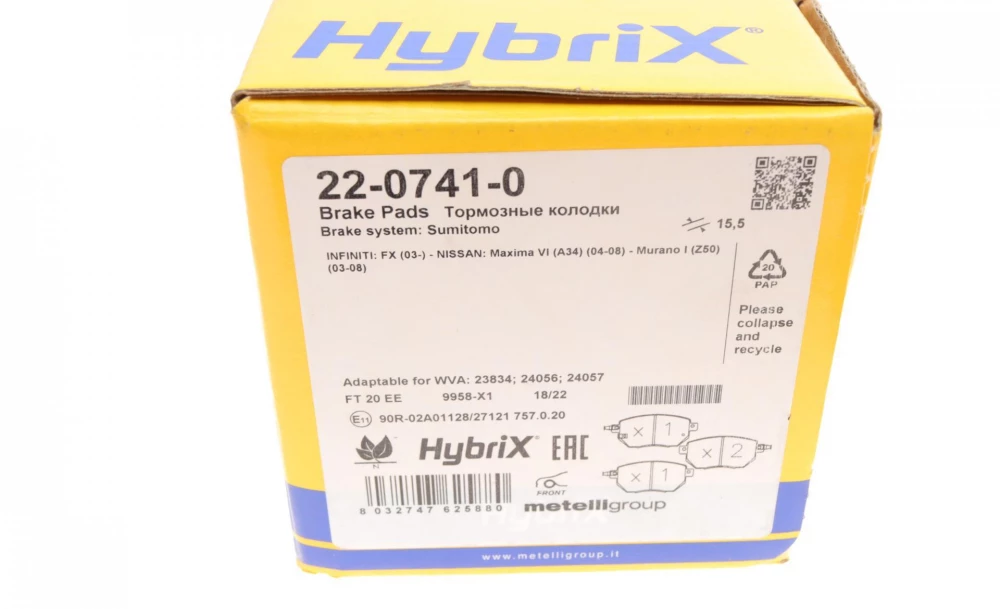 HybriX®
22-0741-0
Brake Pads Тормозные колодки
Brake system: Sumitomo
15,5
INFINITI: FX (03-) - NISSAN: Maxima VI (A34) (04-08) - Murano I (Z50)
(03-08)
20
PAP
Please
collapse
and
recycle
Adaptable for WVA: 23834; 24056; 24057
FT 20 EE 9958-X1 18/22
E11 90R-02A01128/27121 757.0.20
x 1
x 2
x 1
N
HybriX® EAC
FRONT
8 032747 625880
metelligroup
HybriX
www.metelligroup.it